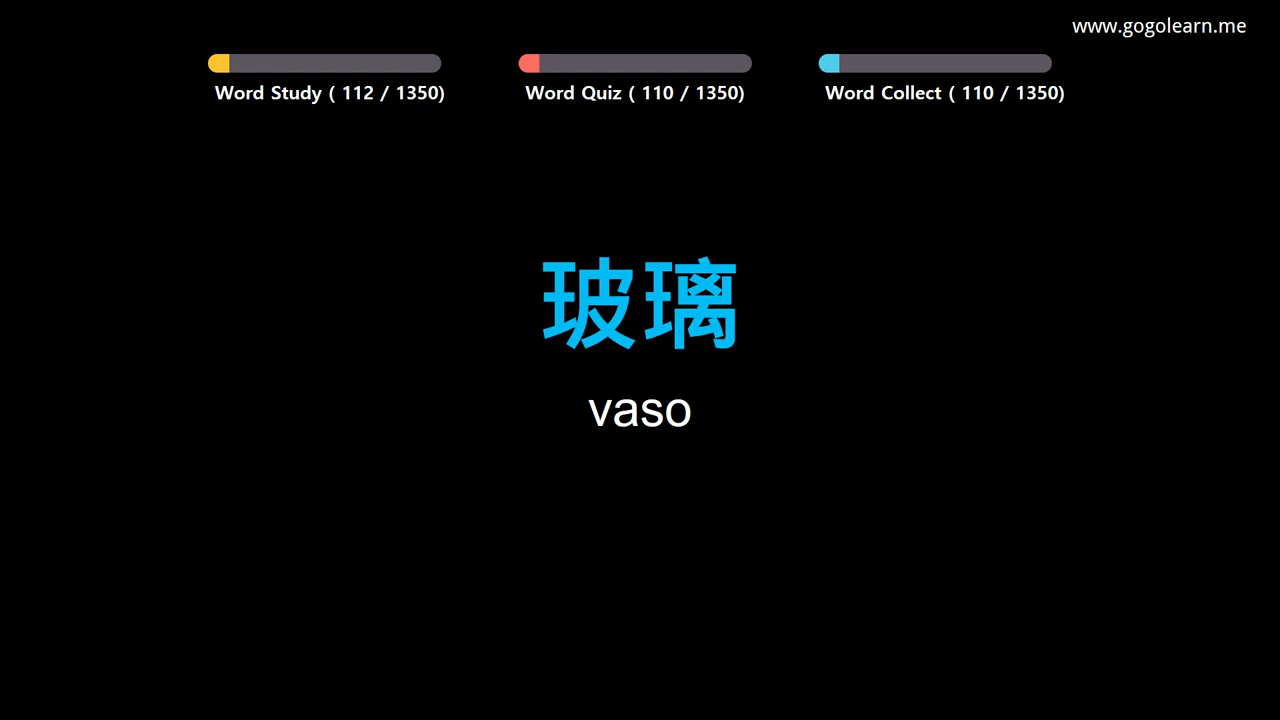 www.gogolearn.me
Word Study ( 112 / 1350)
Word Quiz ( 110 / 1350)
Word Collect ( 110 / 1350)
玻璃
vaso